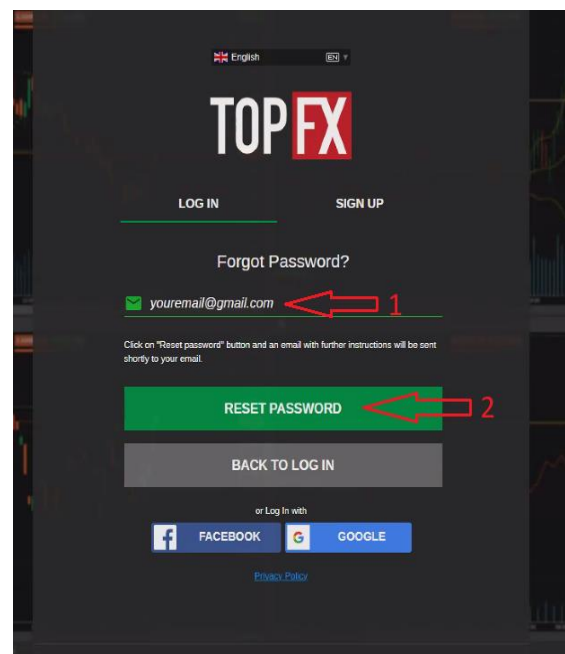 English EN
TOP FX
LOG IN SIGN UP
Forgot Password?
youremail@gmail.com 1
Click on "Reset password" button and an email with further instructions will be sent
shortly to your email.
RESET PASSWORD 2
BACK TO LOG IN
or Log In with
FACEBOOK G GOOGLE
Privacy Policy